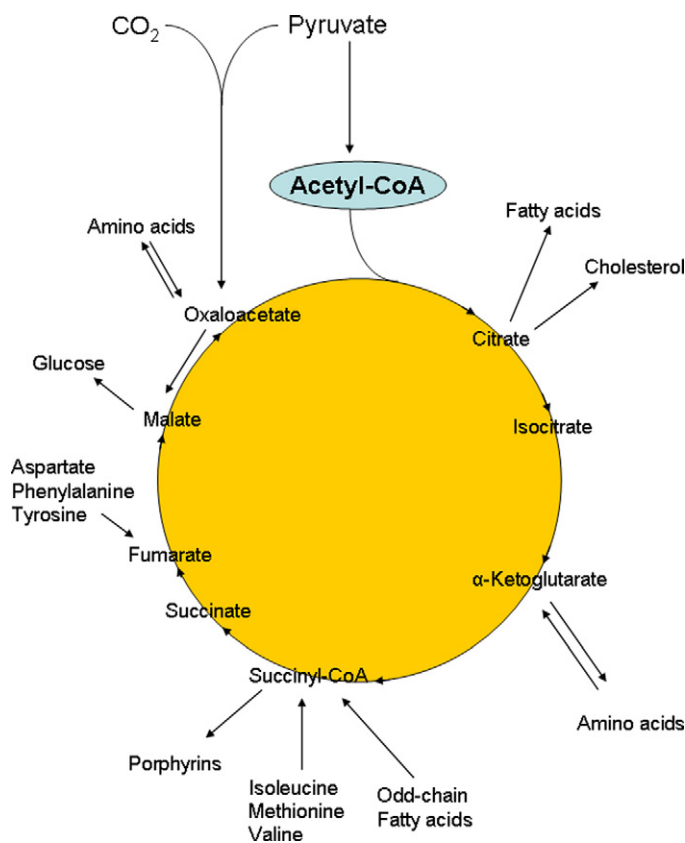 CO₂
Pyruvate
Acetyl-CoA
Fatty acids
Amino acids
Cholesterol
Oxaloacetate
Citrate
Glucose
Malate
Isocitrate
Aspartate
Phenylalanine
Tyrosine
Fumarate
α-Ketoglutarate
Succinate
Succinyl-CoA
Amino acids
Porphyrins
Isoleucine
Methionine
Valine
Odd-chain
Fatty acids